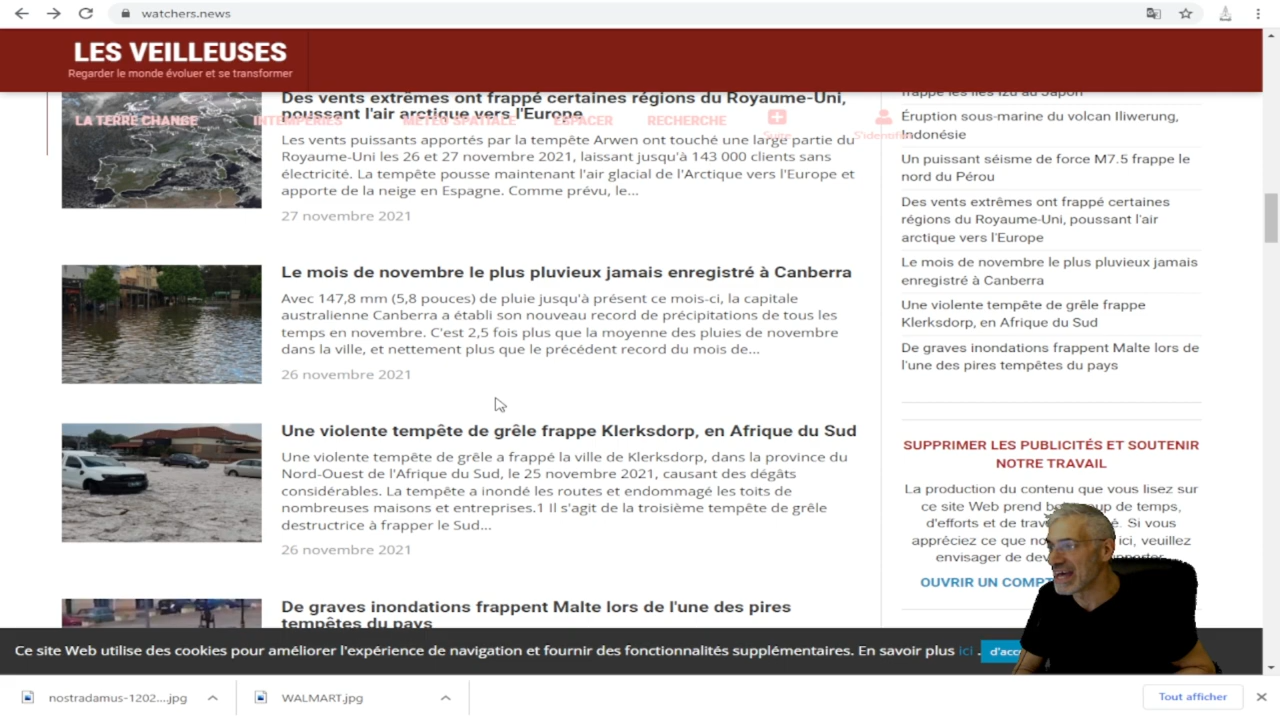 watchers.news
LES VEILLEUSES
Regarder le monde évoluer et se transformer
Des vents extrêmes ont frappé certaines régions du Royaume-Uni,
poussant l'air arctique vers l'Europe
LA TERRE CHANGE
INTEMPÉRIES
MÉTÉO SPATIALE
ESPACER
RECHERCHE
Suite
S'identifier
Les vents puissants apportés par la tempête Arwen ont touché une large partie du
Royaume-Uni les 26 et 27 novembre 2021, laissant jusqu'à 143 000 clients sans
électricité. La tempête pousse maintenant l'air glacial de l'Arctique vers l'Europe et
apporte de la neige en Espagne. Comme prévu, le...
27 novembre 2021
Le mois de novembre le plus pluvieux jamais enregistré à Canberra
Avec 147,8 mm (5,8 pouces) de pluie jusqu'à présent ce mois-ci, la capitale
australienne Canberra a établi son nouveau record de précipitations de tous les
temps en novembre. C'est 2,5 fois plus que la moyenne des pluies de novembre
dans la ville, et nettement plus que le précédent record du mois de...
26 novembre 2021
Une violente tempête de grêle frappe Klerksdorp, en Afrique du Sud
Une violente tempête de grêle a frappé la ville de Klerksdorp, dans la province du
Nord-Ouest de l'Afrique du Sud, le 25 novembre 2021, causant des dégâts
considérables. La tempête a inondé les routes et endommagé les toits de
nombreuses maisons et entreprises.1 Il s'agit de la troisième tempête de grêle
destructrice à frapper le Sud...
26 novembre 2021
De graves inondations frappent Malte lors de l'une des pires
tempêtes du pays
frappe les îles Izu au Japon
Éruption sous-marine du volcan Iliwerung,
Indonésie
Un puissant séisme de force M7.5 frappe le
nord du Pérou
Des vents extrêmes ont frappé certaines
régions du Royaume-Uni, poussant l'air
arctique vers l'Europe
Le mois de novembre le plus pluvieux jamais
enregistré à Canberra
Une violente tempête de grêle frappe
Klerksdorp, en Afrique du Sud
De graves inondations frappent Malte lors de
l'une des pires tempêtes du pays
SUPPRIMER LES PUBLICITÉS ET SOUTENIR
NOTRE TRAVAIL
La production du contenu que vous lisez sur
ce site Web prend beaucoup de temps,
d'efforts et de Si vous
appréciez ce que ici, veuillez
envisager de
OUVRIR UN COMPT
Ce site Web utilise des cookies pour améliorer l'expérience de navigation et fournir des fonctionnalités supplémentaires. En savoir plus ici .
d'acc
nostradamus-1202....jpg
WALMART.jpg
Tout afficher